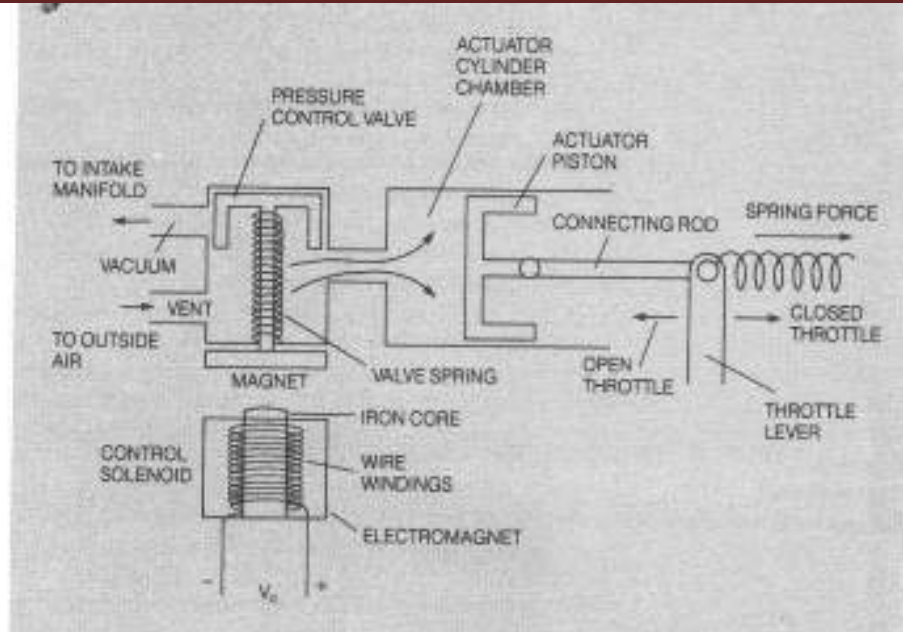 ACTUATOR
CYLINDER
CHAMBER
PRESSURE
CONTROL VALVE
ACTUATOR
PISTON
TO INTAKE
MANIFOLD
CONNECTING ROD
SPRING FORCE
VACUUM
VENT
TO OUTSIDE
AIR
MAGNET
VALVE SPRING
OPEN
THROTTLE
CLOSED
THROTTLE
THROTTLE
LEVER
IRON CORE
CONTROL
SOLENOID
WIRE
WINDINGS
ELECTROMAGNET
- Vc +